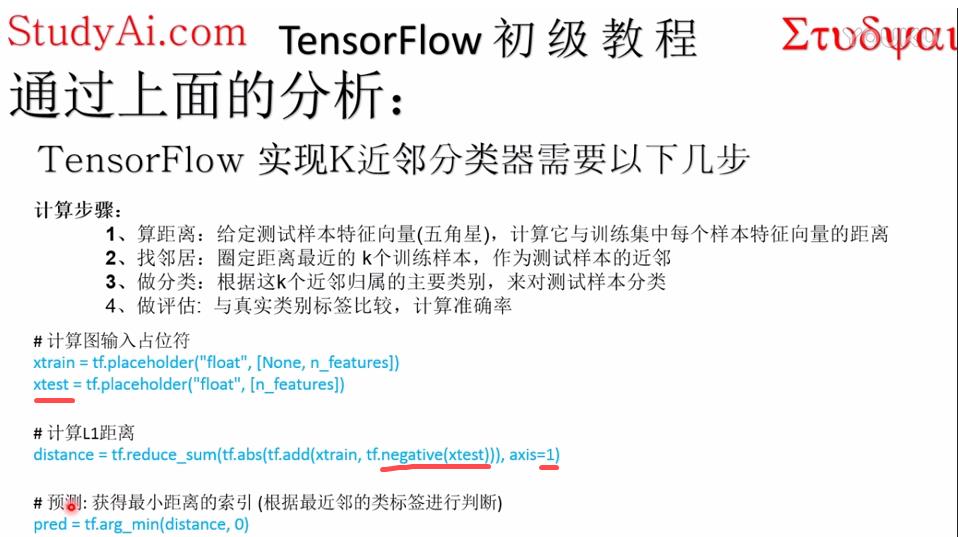 StudyAi.com TensorFlow 初级教程 Στυδψαι
通过上面的分析：
TensorFlow 实现K近邻分类器需要以下几步
计算步骤：
1、算距离：给定测试样本特征向量(五角星)，计算它与训练集中每个样本特征向量的距离
2、找邻居：圈定距离最近的 k个训练样本，作为测试样本的近邻
3、做分类：根据这k个近邻归属的主要类别，来对测试样本分类
4、做评估: 与真实类别标签比较，计算准确率
# 计算图输入占位符
xtrain = tf.placeholder("float", [None, n_features])
xtest = tf.placeholder("float", [n_features])
# 计算L1距离
distance = tf.reduce_sum(tf.abs(tf.add(xtrain, tf.negative(xtest))), axis=1)
# 预测: 获得最小距离的索引 (根据最近邻的类标签进行判断)
pred = tf.arg_min(distance, 0)